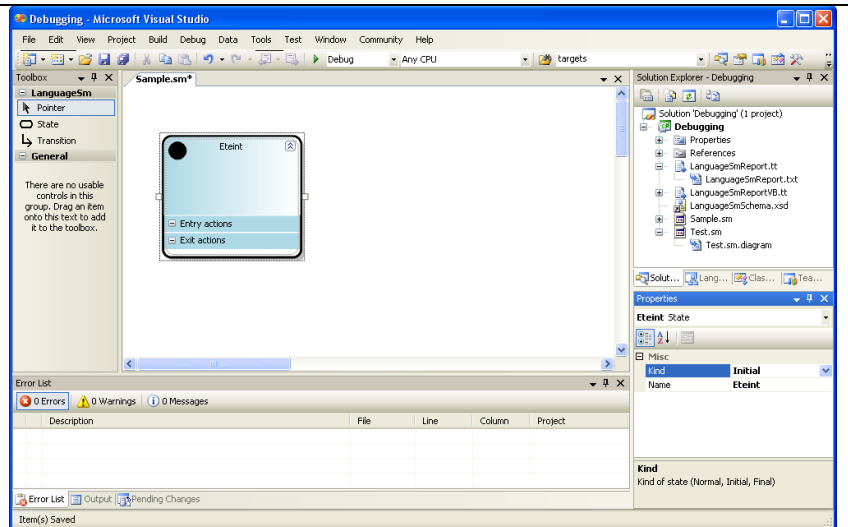 Debugging - Microsoft Visual Studio
File Edit View Project Build Debug Data Tools Test Window Community Help
Debug Any CPU targets
Toolbox
LanguageSm
Pointer
State
Transition
General
There are no usable
controls in this
group. Drag an item
onto this text to add
it to the toolbox.
Sample.sm*
Eteint
Entry actions
Exit actions
Solution Explorer - Debugging
Solution 'Debugging' (1 project)
Debugging
Properties
References
LanguageSmReport.tt
LanguageSmReport.txt
LanguageSmReportVB.tt
LanguageSmSchema.xsd
Sample.sm
Test.sm
Test.sm.diagram
Solut... Lang... Clas... Tea...
Properties
Eteint State
Misc
Kind Initial
Name Eteint
Kind
Kind of state (Normal, Initial, Final)
Error List
0 Errors 0 Warnings 0 Messages
Description File Line Column Project
Error List Output Pending Changes
Item(s) Saved